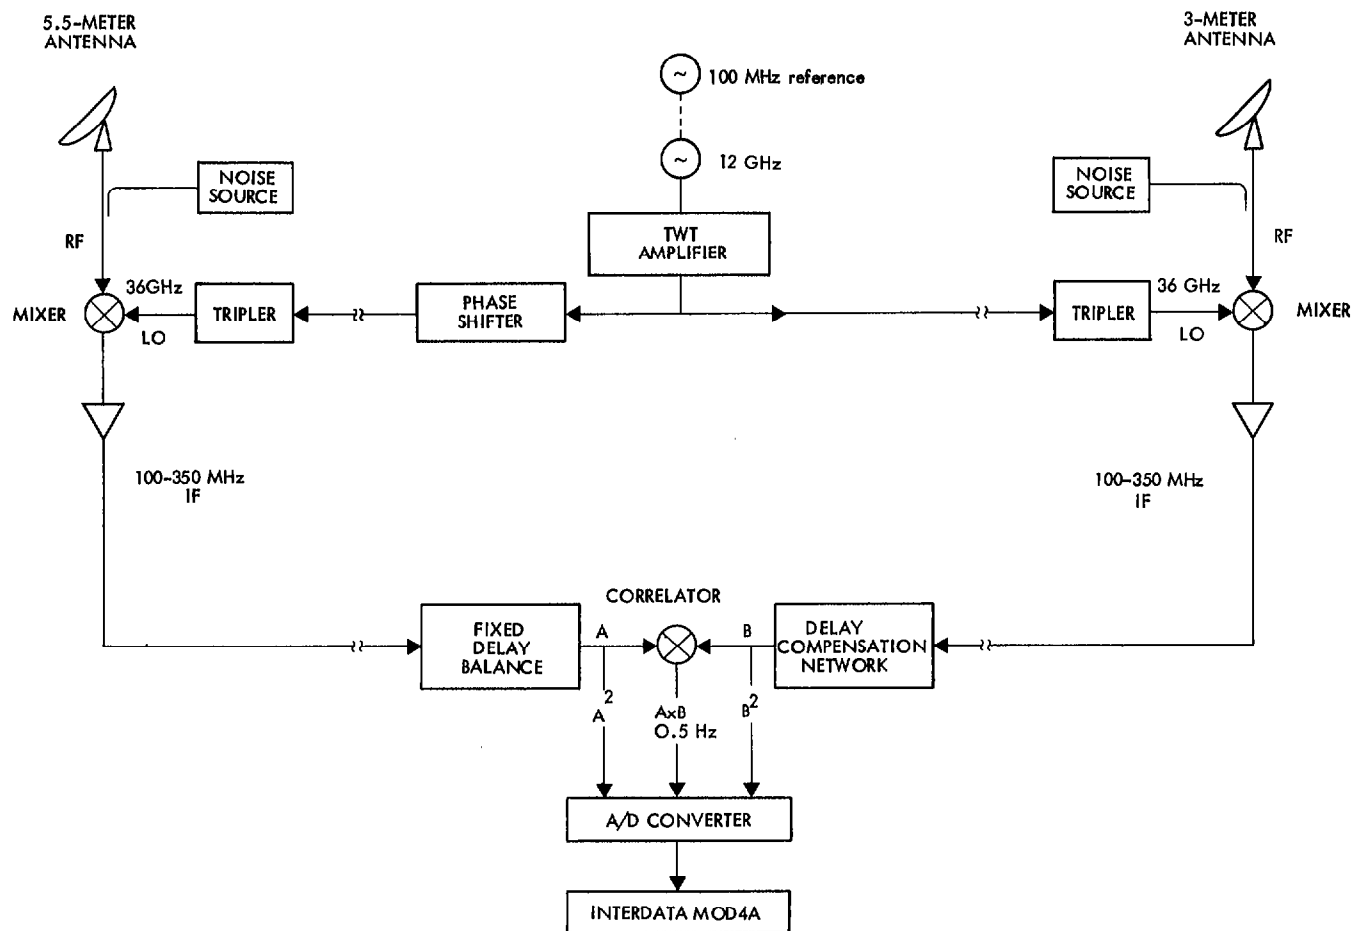 5.5-METER
ANTENNA
3-METER
ANTENNA
~ 100 MHz reference
~ 12 GHz
NOISE
SOURCE
NOISE
SOURCE
TWT
AMPLIFIER
RF
RF
36GHz
MIXER
LO
TRIPLER
PHASE
SHIFTER
TRIPLER
36 GHz
LO
MIXER
100-350 MHz
IF
100-350 MHz
IF
CORRELATOR
FIXED
DELAY
BALANCE
A
B
DELAY
COMPENSATION
NETWORK
A2
AxB
0.5 Hz
B2
A/D CONVERTER
INTERDATA MOD4A